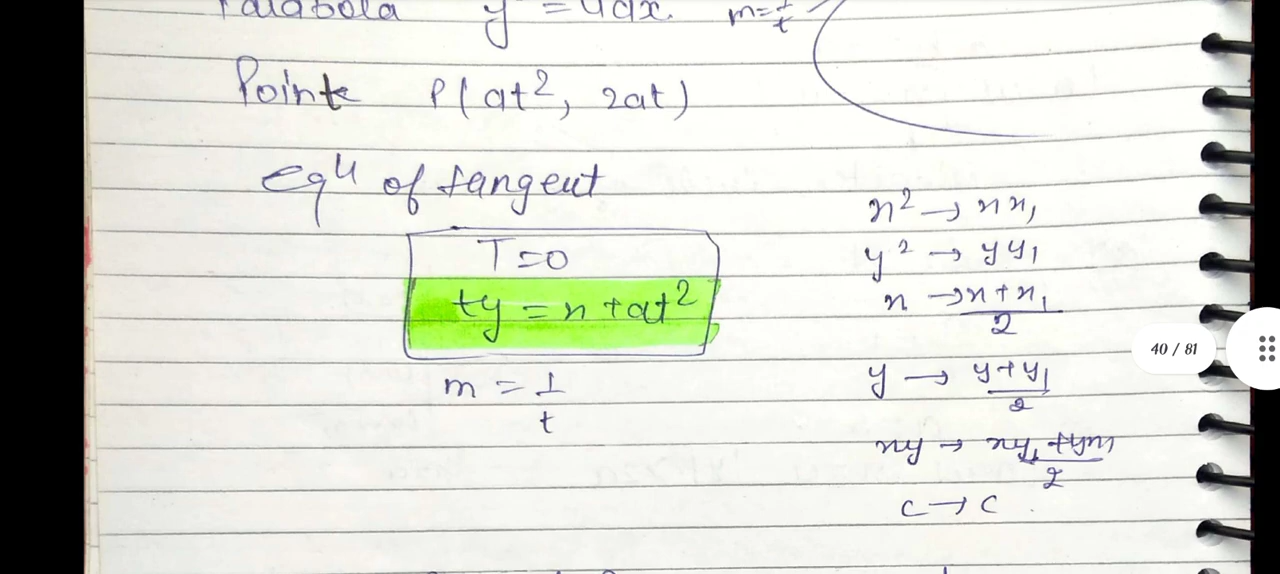 Parabola y² = 4ax. m=1/t
Point P(at², 2at)
Eqⁿ of tangent
T=0
ty = x + at²
m = 1/t
x² → xx₁
y² → yy₁
x → x+x₁/2
y → y+y₁/2
xy → xy₁+yx₁/2
c → c
40 / 81